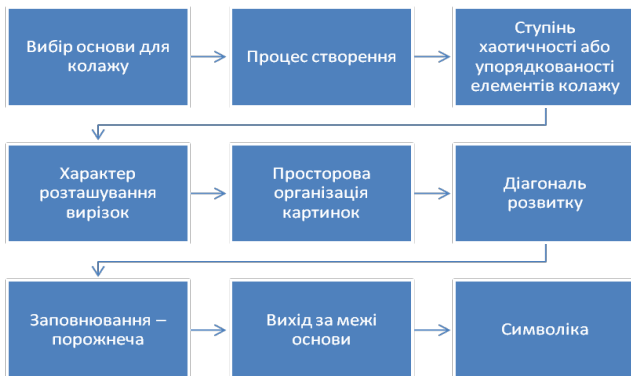 Вибір основи для
колажу
Процес створення
Ступінь
хаотичності або
упорядкованості
елементів колажу
Характер
розташування
вирізок
Просторова
організація
картинок
Діагональ
розвитку
Заповнювання –
порожнеча
Вихід за межі
основи
Символіка